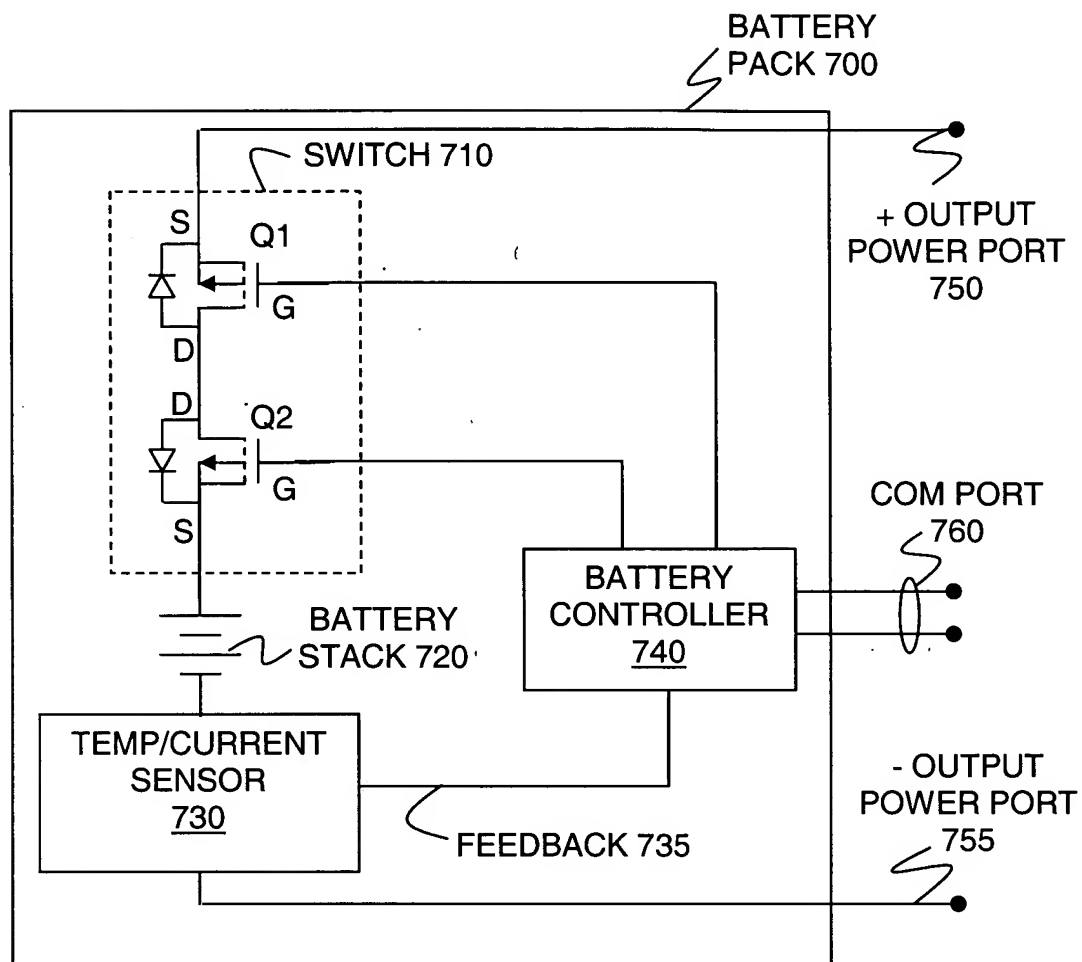 BATTERY
PACK 700
SWITCH 710
+ OUTPUT
POWER PORT
750
S
Q1
G
D
D
Q2
G
S
COM PORT
760
BATTERY
CONTROLLER
740
BATTERY
STACK 720
TEMP/CURRENT
SENSOR
730
FEEDBACK 735
- OUTPUT
POWER PORT
755